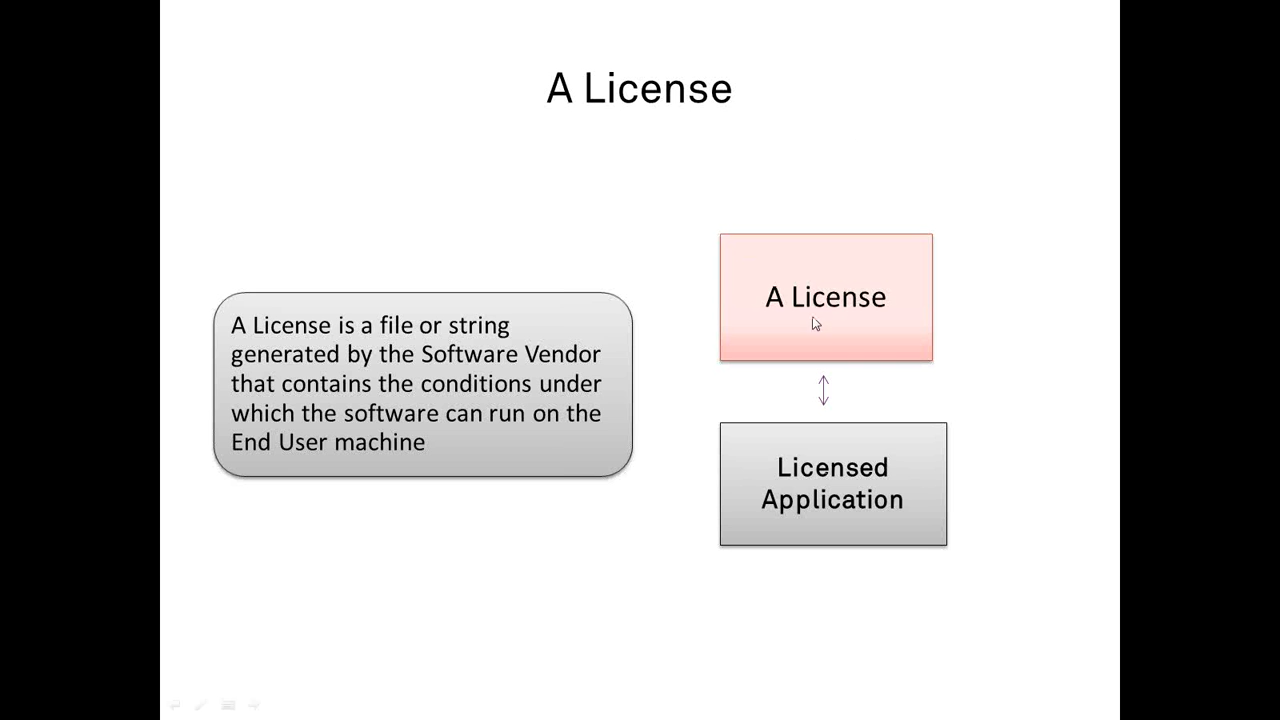 A License
A License is a file or string
generated by the Software Vendor
that contains the conditions under
which the software can run on the
End User machine
A License
Licensed
Application